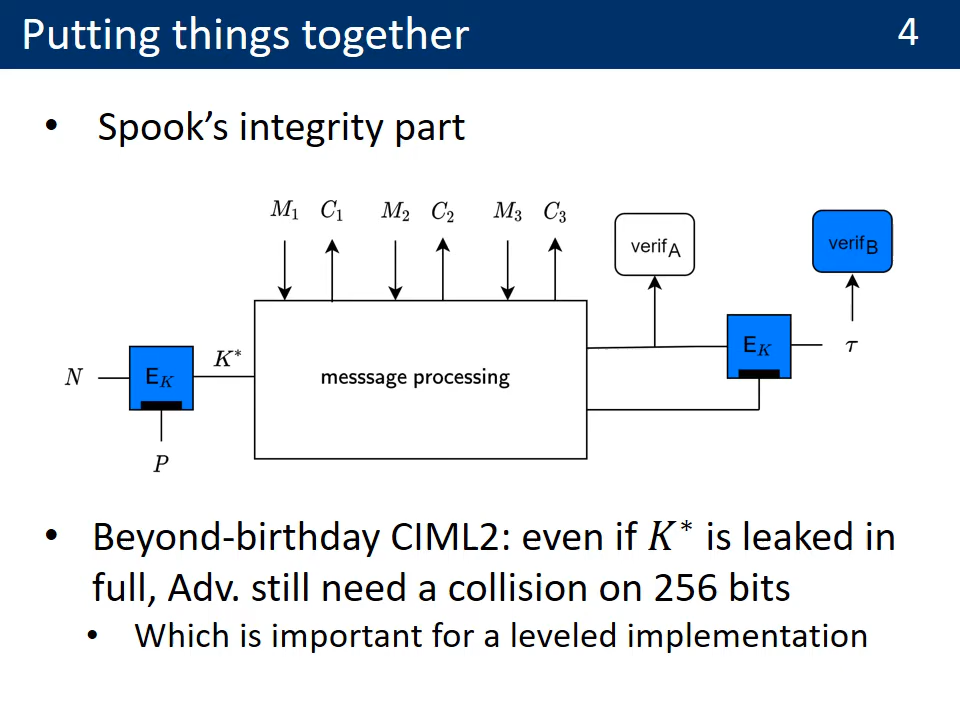 Putting things together 4
• Spook's integrity part
M₁ C₁ M₂ C₂ M₃ C₃
verif_A
verif_B
N
E_K
K*
messsage processing
E_K
τ
P
• Beyond-birthday CIML2: even if K* is leaked in
full, Adv. still need a collision on 256 bits
• Which is important for a leveled implementation